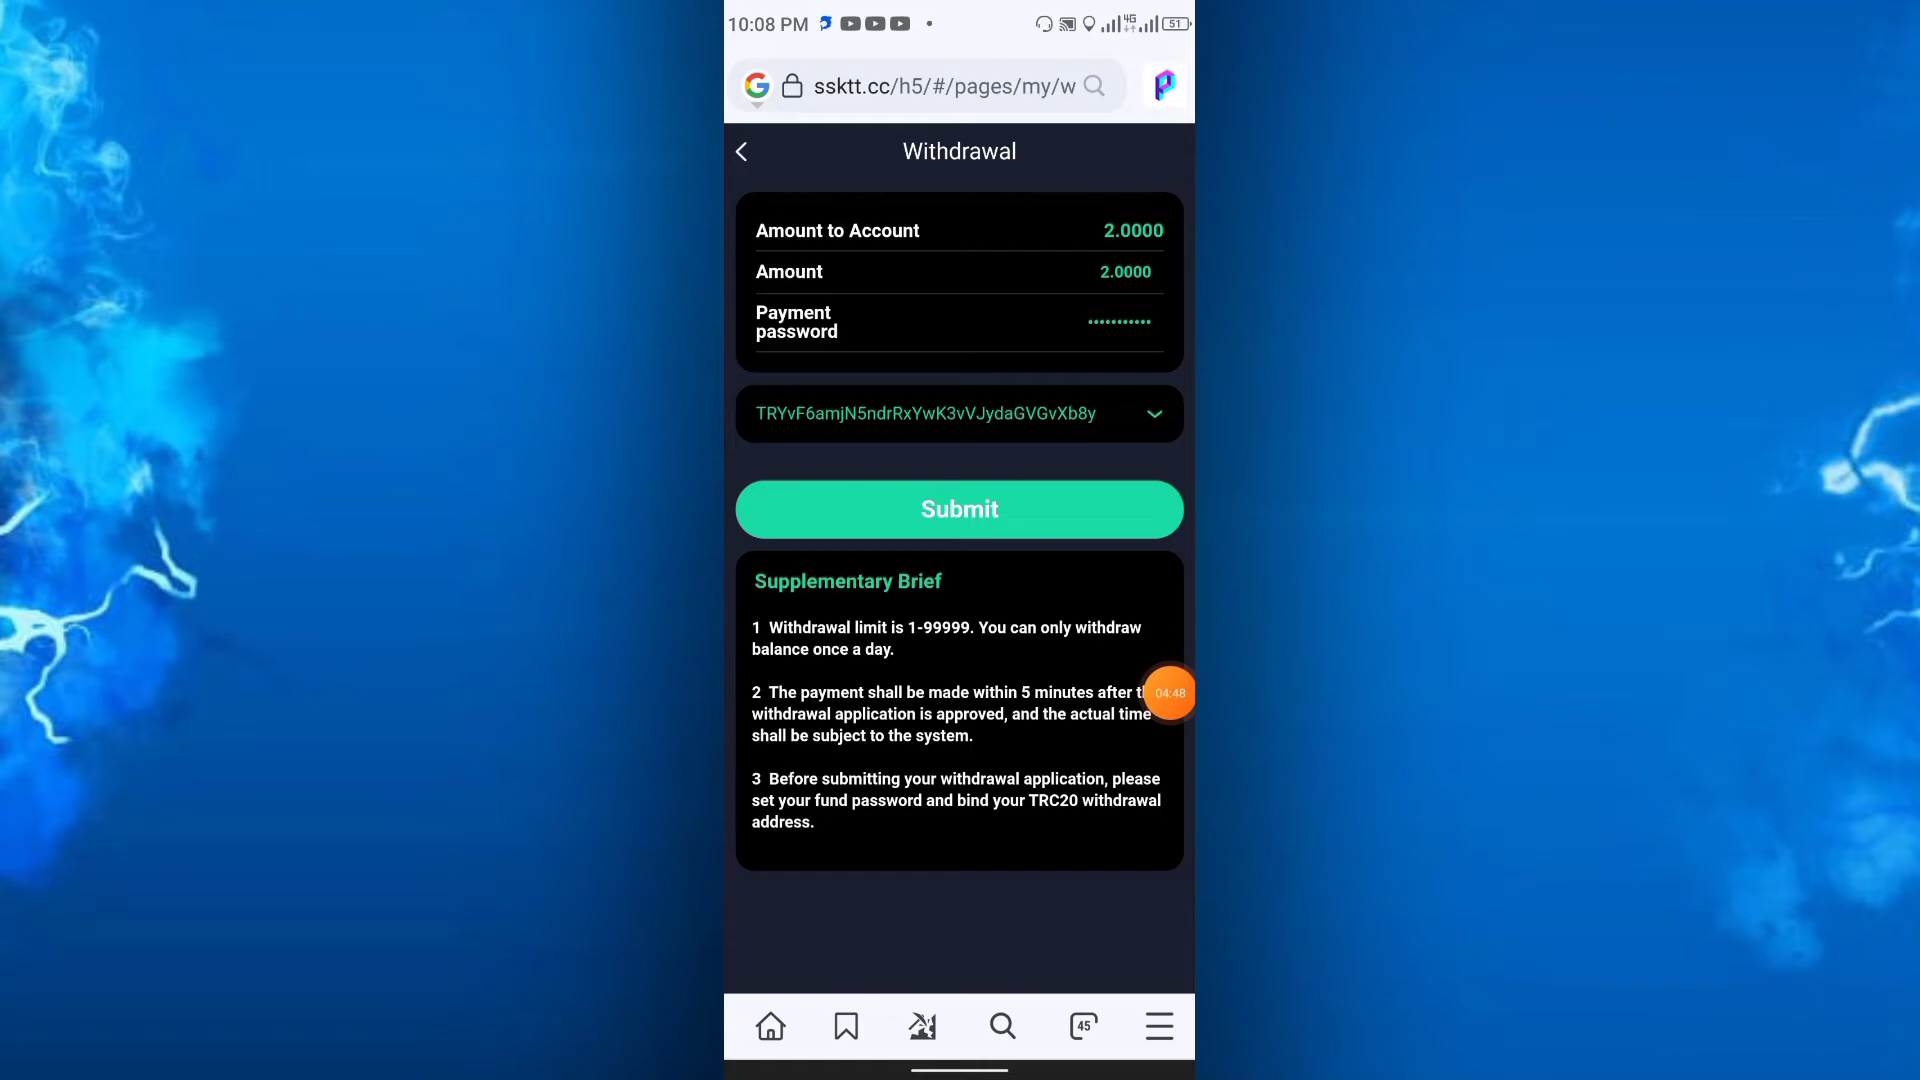 10:08 PM
4G
51
ssktt.cc/h5/#/pages/my/w
Withdrawal
Amount to Account 2.0000
Amount 2.0000
Payment
password •••••••••••
TRYvF6amjN5ndrRxYwK3vVJydaGVGvXb8y
Submit
Supplementary Brief
1 Withdrawal limit is 1-99999. You can only withdraw
balance once a day.
2 The payment shall be made within 5 minutes after
withdrawal application is approved, and the actual time
shall be subject to the system.
04:48
3 Before submitting your withdrawal application, please
set your fund password and bind your TRC20 withdrawal
address.
45